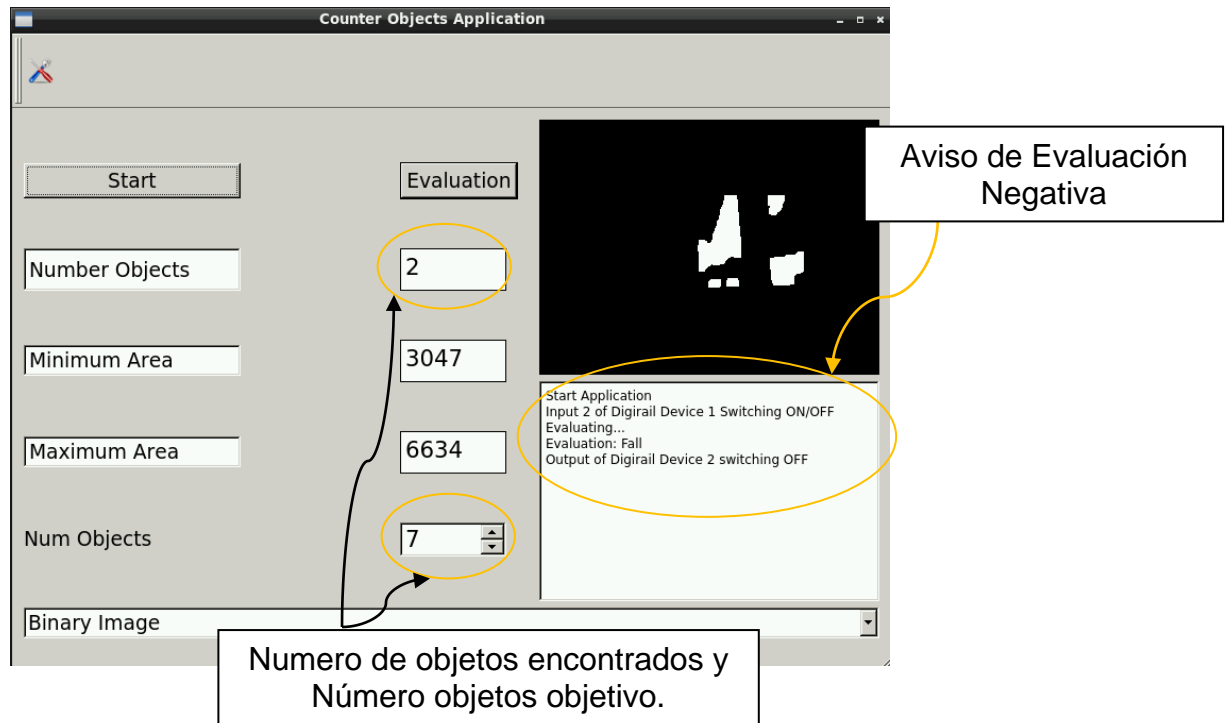 Counter Objects Application
Start
Evaluation
Number Objects
2
Minimum Area
3047
Maximum Area
6634
Num Objects
7
Binary Image
Start Application
Input 2 of Digirail Device 1 Switching ON/OFF
Evaluating...
Evaluation: Fall
Output of Digirail Device 2 switching OFF
Aviso de Evaluación
Negativa
Numero de objetos encontrados y
Número objetos objetivo.